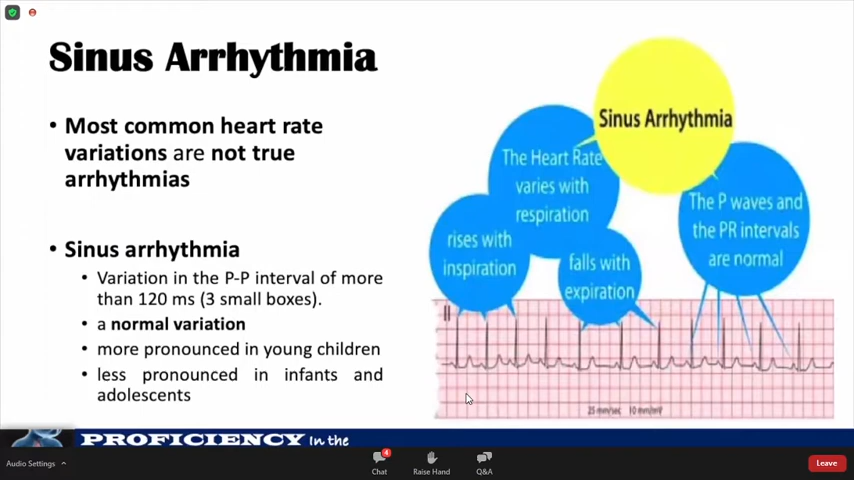 Sinus Arrhythmia
• Most common heart rate
variations are not true
arrhythmias
• Sinus arrhythmia
• Variation in the P-P interval of more
than 120 ms (3 small boxes).
• a normal variation
• more pronounced in young children
• less pronounced in infants and
adolescents
Sinus Arrhythmia
The Heart Rate
varies with
respiration
rises with
inspiration
falls with
expiration
The P waves and
the PR intervals
are normal
II
25 mm/sec 10 mm/mV
PROFICIENCY In the
Audio Settings
4
Chat
Raise Hand
Q&A
Leave